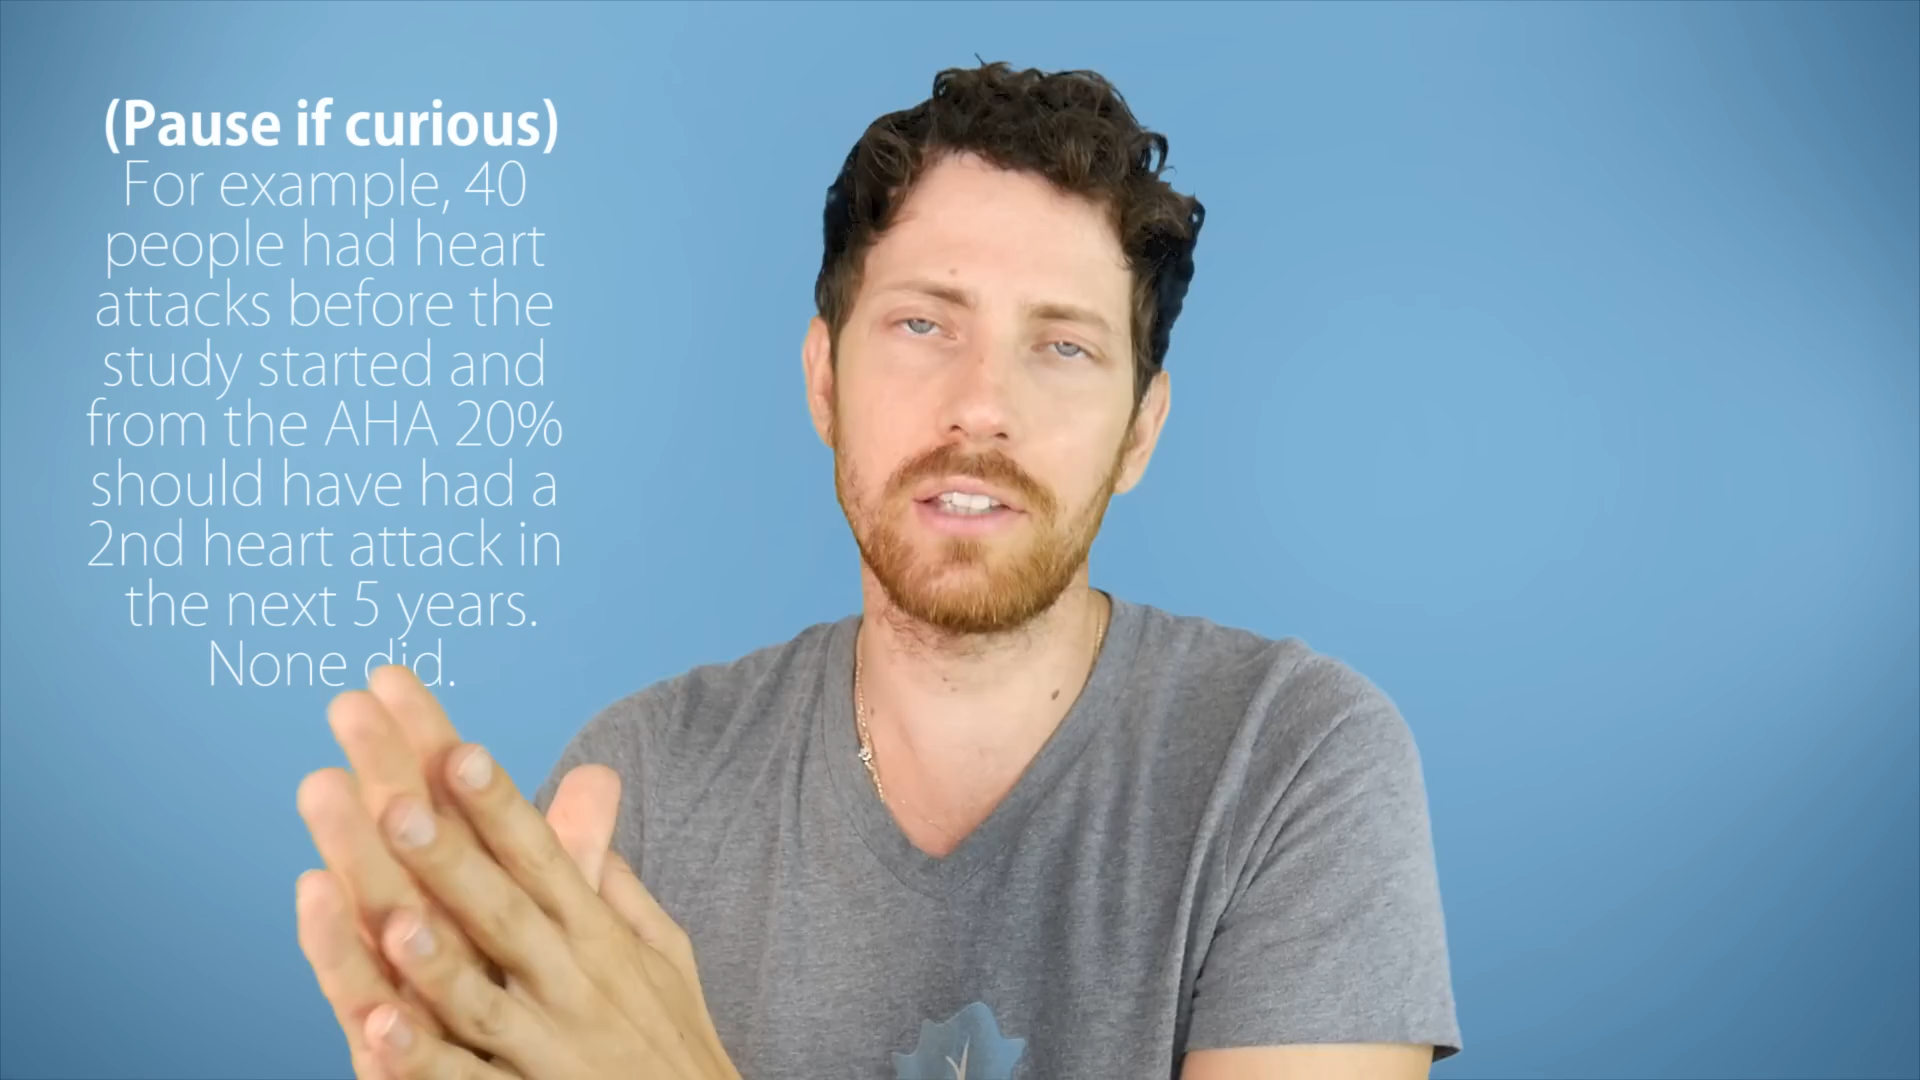 (Pause if curious)
For example, 40
people had heart
attacks before the
study started and
from the AHA 20%
should have had a
2nd heart attack in
the next 5 years.
None did.